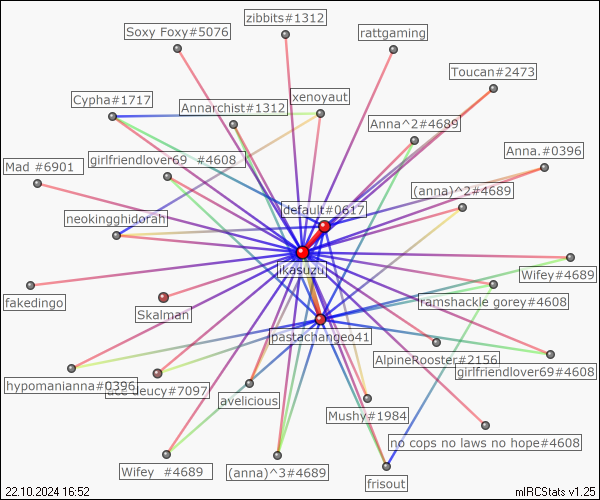 zibbits#1312
Soxy Foxy#5076
rattgaming
Toucan#2473
Cypha#1717
xenoyaut
Annarchist#1312
Anna^2#4689
Anna.#0396
girlfriendlover69 #4608
Mad #6901
(anna)^2#4689
default#0617
neokingghidorah
ikasuzu
Wifey#4689
fakedingo
ramshackle gorey#4608
Skalman
pastachangeo41
AlpineRooster#2156
girlfriendlover69#4608
hypomanianna#0396
deucy#7097
avelicious
Mushy#1984
no cops no laws no hope#4608
Wifey #4689
(anna)^3#4689
frisout
22.10.2024 16:52
mIRCStats v1.25